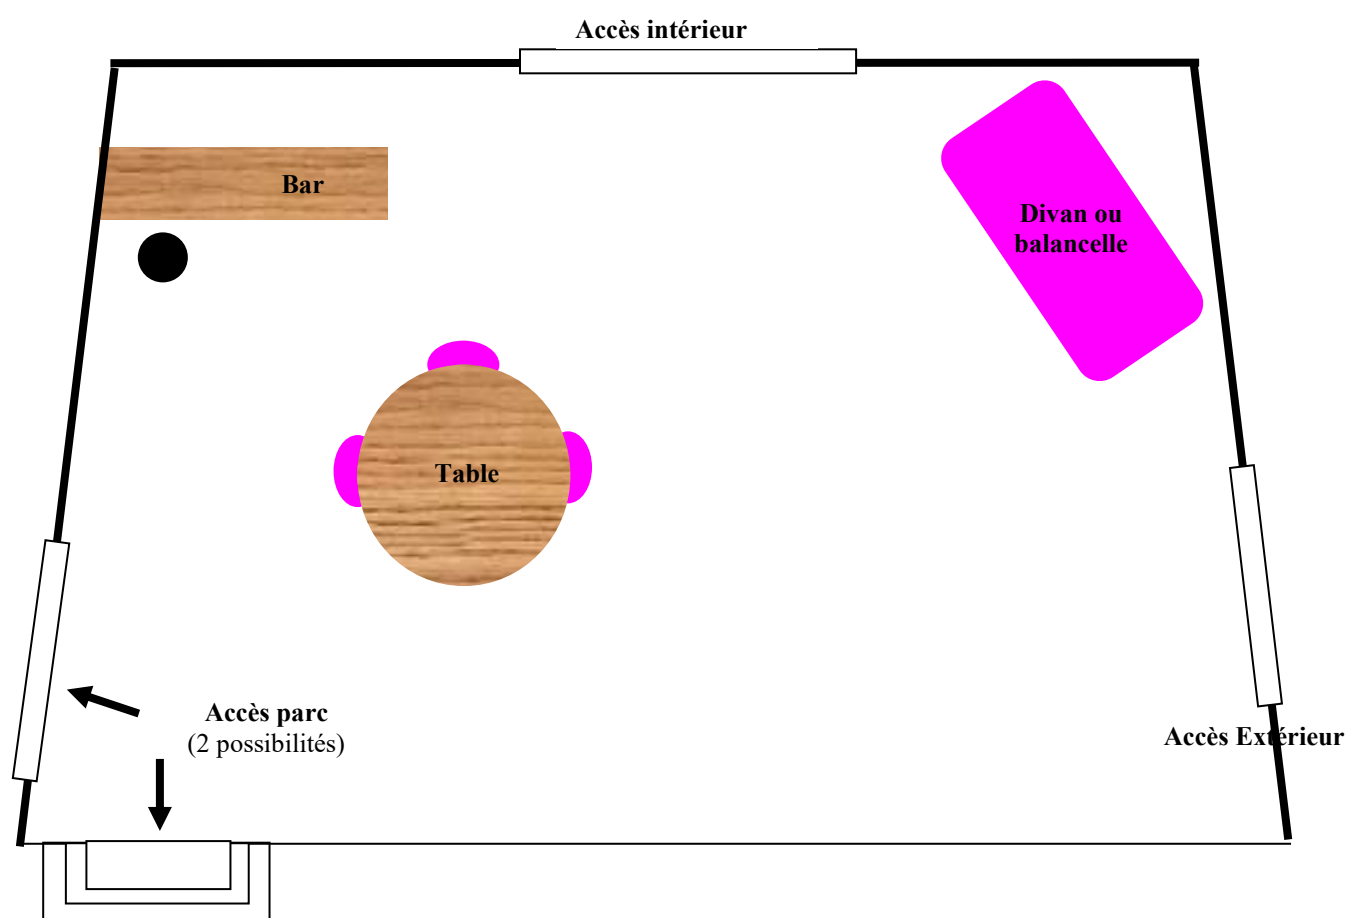 Accès intérieur
Bar
Divan ou
balancelle
Table
Accès parc
(2 possibilités)
Accès Extérieur